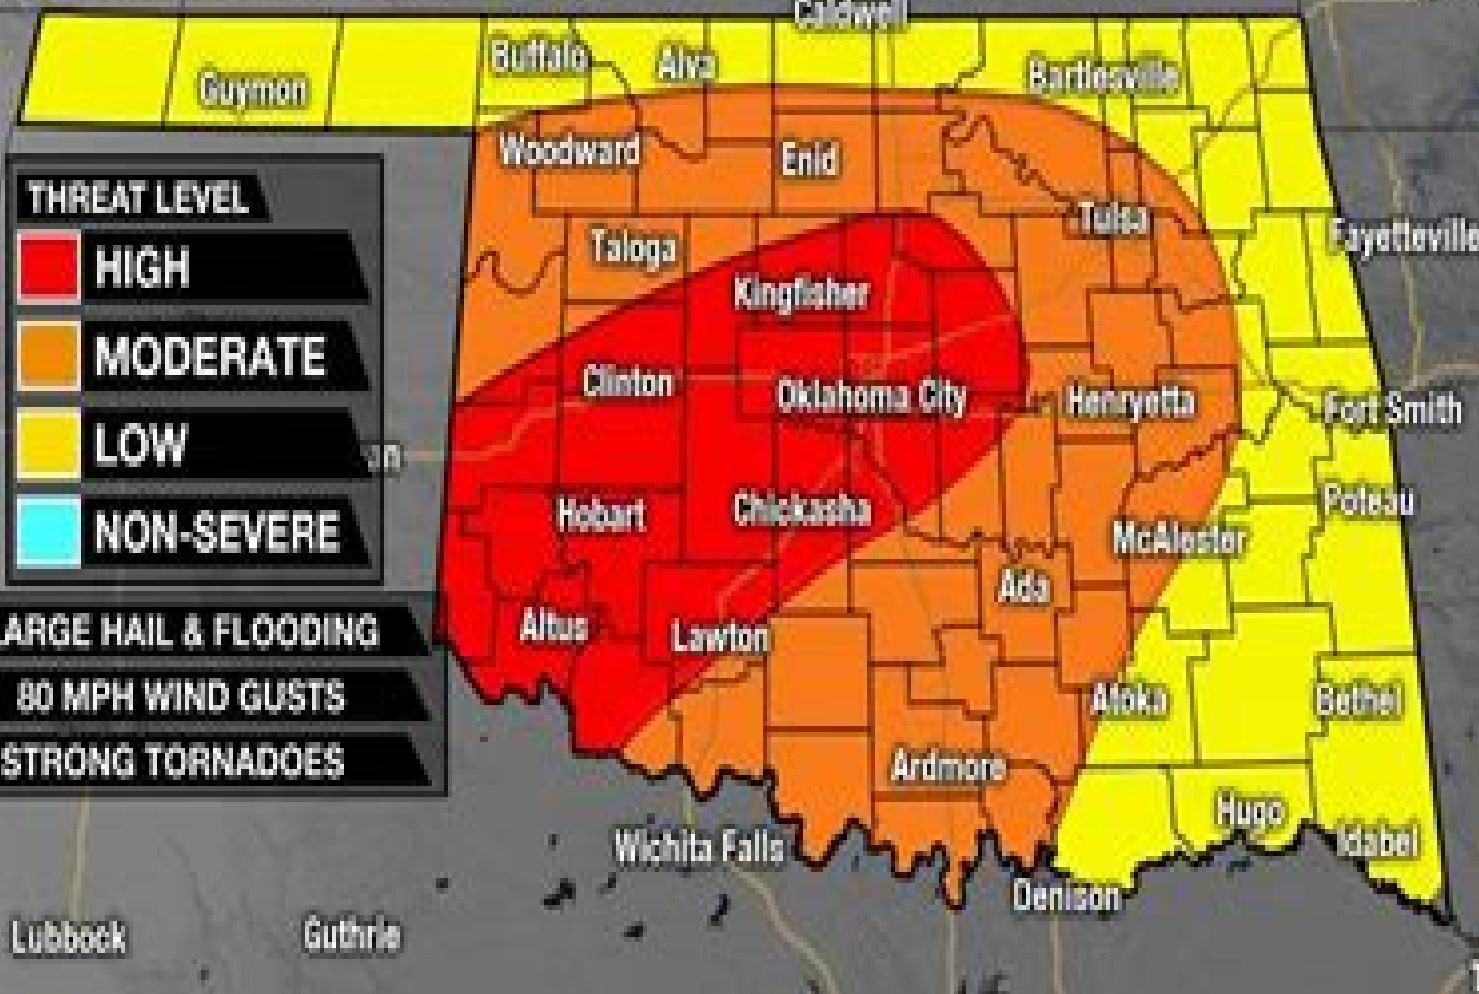 Caldwell
Buffalo
Alva
Bartlesville
Guymon
Woodward
Enid
THREAT LEVEL
Tulsa
Fayetteville
Taloga
HIGH
Kingfisher
MODERATE
Clinton
Oklahoma City
Henryetta
Fort Smith
LOW
Poteau
Hobart
Chickasha
NON-SEVERE
McAlester
Ada
ARGE HAIL & FLOODING
Altus
Lawton
80 MPH WIND GUSTS
Atoka
Bethel
STRONG TORNADOES
Ardmore
Hugo
Wichita Falls
Idabel
Denison
Lubbock
Guthrie